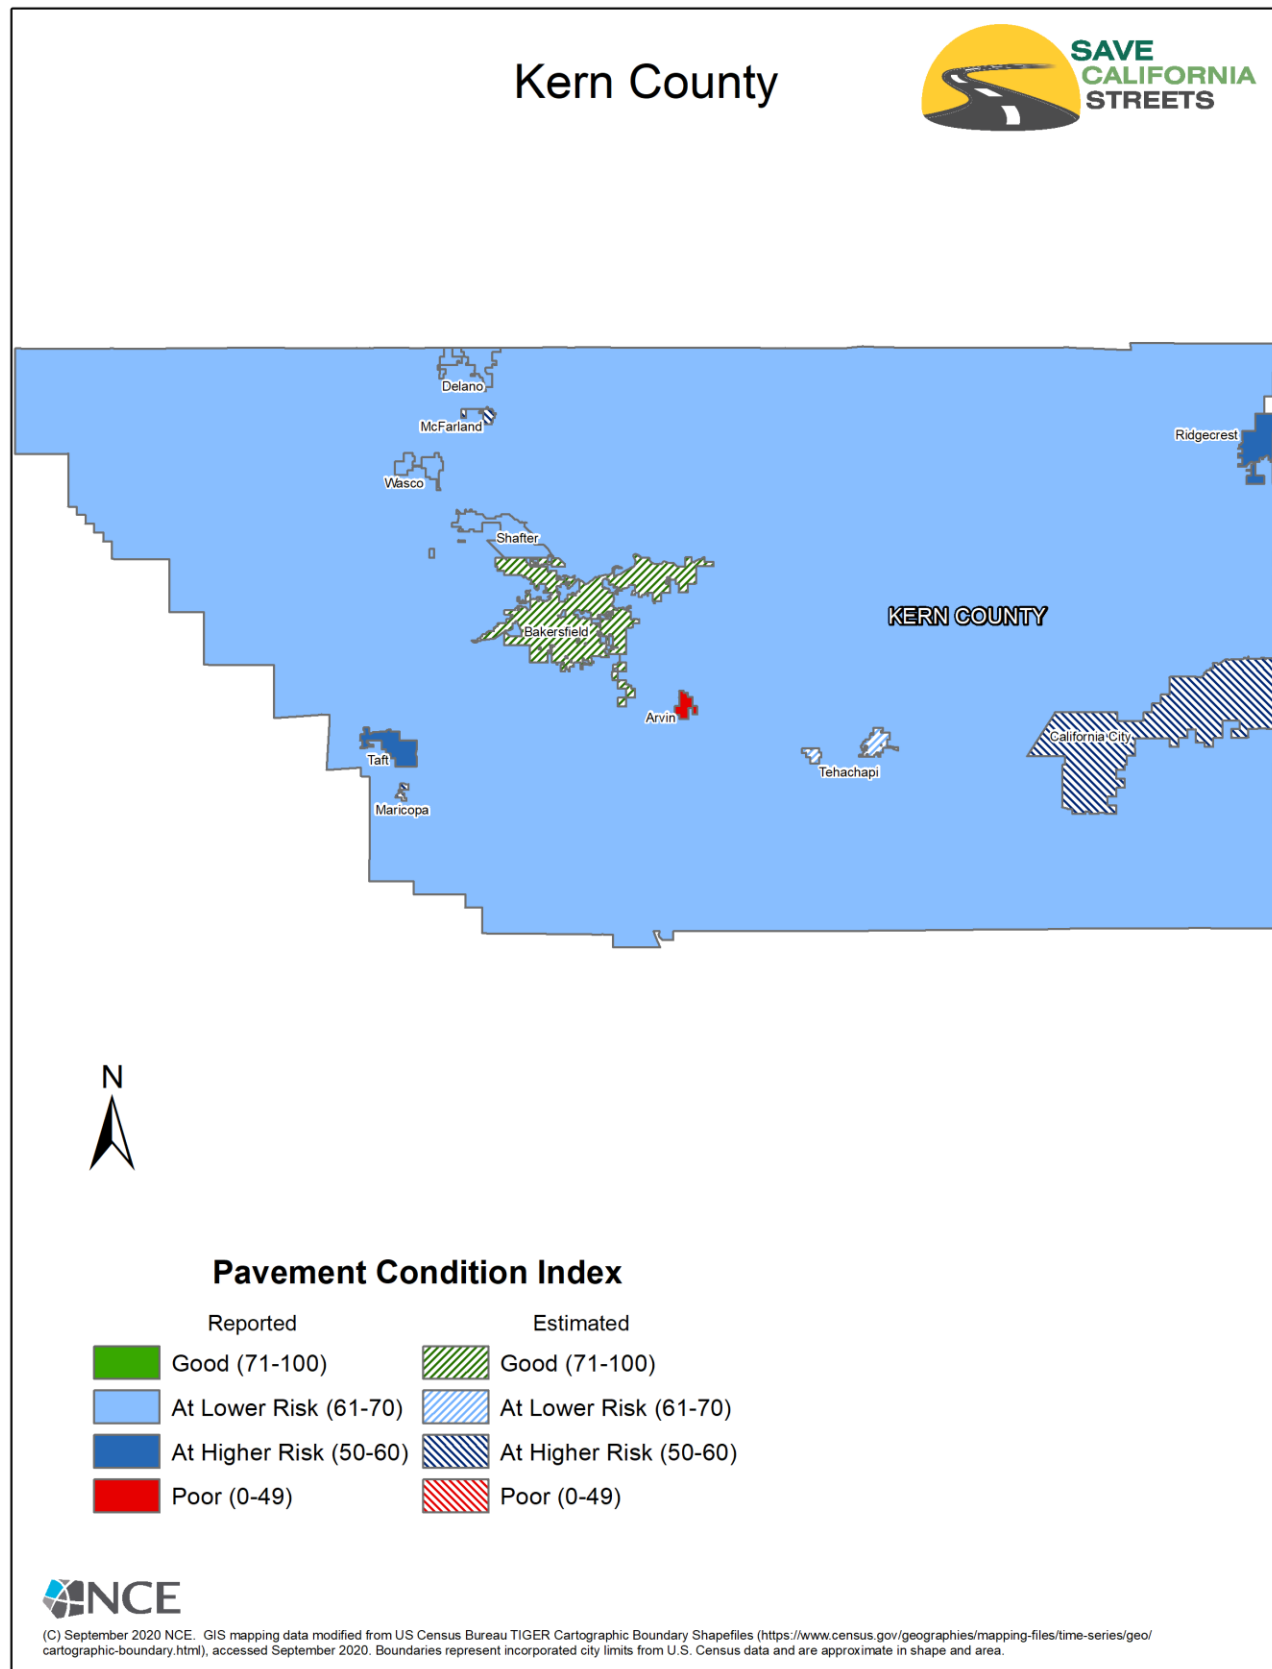 Kern County
SAVE
CALIFORNIA
STREETS
Delano
McFarland
Ridgecrest
Wasco
Shafter
KERN COUNTY
Bakersfield
Arvin
California City
Taft
Tehachapi
Maricopa
N
Pavement Condition Index
Reported
Estimated
Good (71-100)
Good (71-100)
At Lower Risk (61-70)
At Lower Risk (61-70)
At Higher Risk (50-60)
At Higher Risk (50-60)
Poor (0-49)
Poor (0-49)
NCE
(C) September 2020 NCE. GIS mapping data modified from US Census Bureau TIGER Cartographic Boundary Shapefiles (https://www.census.gov/geographies/mapping-files/time-series/geo/
cartographic-boundary.html), accessed September 2020. Boundaries represent incorporated city limits from U.S. Census data and are approximate in shape and area.